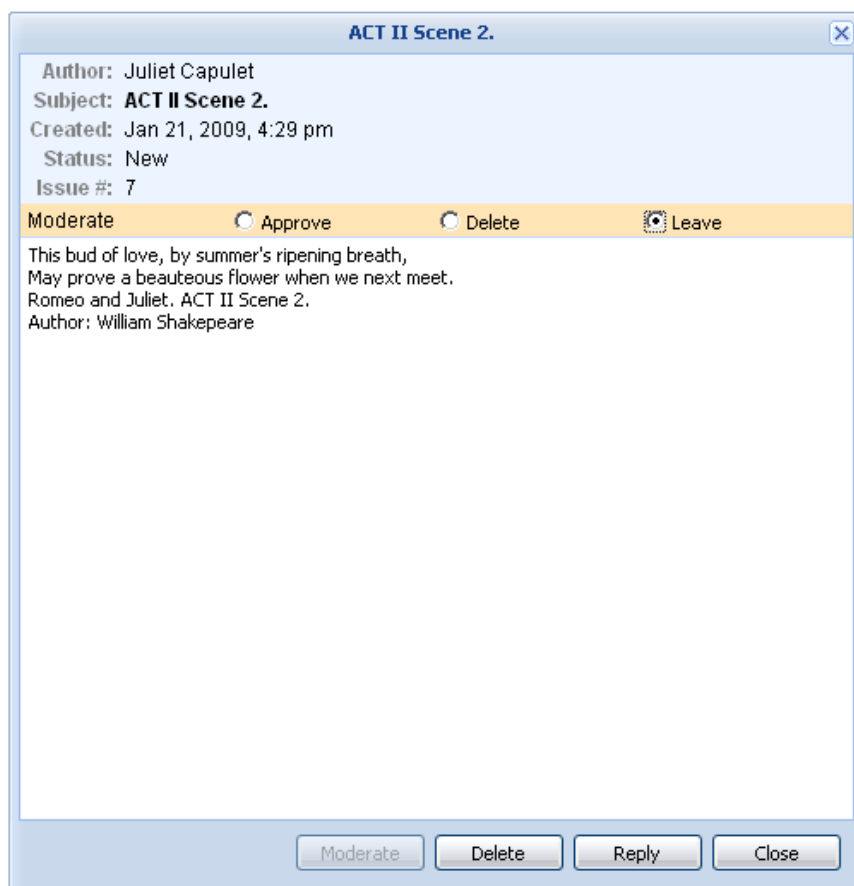 ACT II Scene 2.
Author: Juliet Capulet
Subject: ACT II Scene 2.
Created: Jan 21, 2009, 4:29 pm
Status: New
Issue #: 7
Moderate Approve Delete Leave
This bud of love, by summer's ripening breath,
May prove a beauteous flower when we next meet.
Romeo and Juliet. ACT II Scene 2.
Author: William Shakepeare
Moderate Delete Reply Close